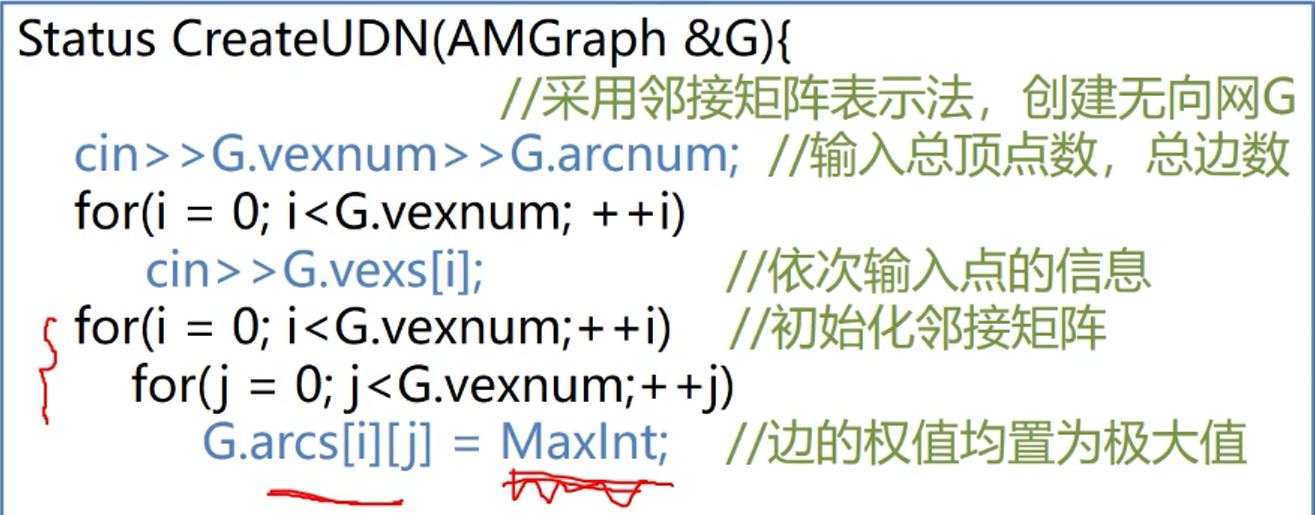 Status CreateUDN(AMGraph &G){
//采用邻接矩阵表示法，创建无向网G
cin>>G.vexnum>>G.arcnum; //输入总顶点数，总边数
for(i = 0; i<G.vexnum; ++i)
cin>>G.vexs[i]; //依次输入点的信息
for(i = 0; i<G.vexnum;++i) //初始化邻接矩阵
for(j = 0; j<G.vexnum;++j)
G.arcs[i][j] = MaxInt; //边的权值均置为极大值